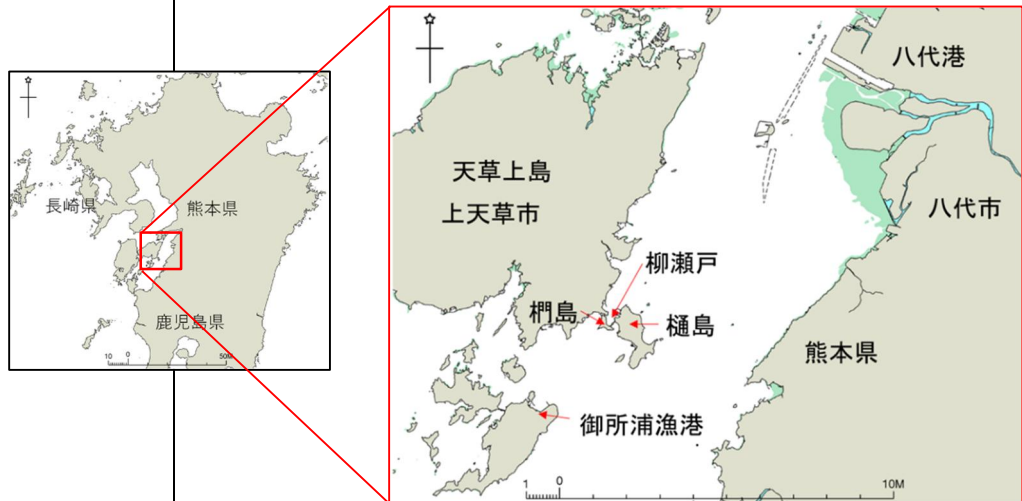 長崎県
熊本県
鹿児島県
10 0 50M
八代港
天草上島
上天草市
八代市
柳瀬戸
椚島
樋島
熊本県
御所浦漁港
1 0 10M